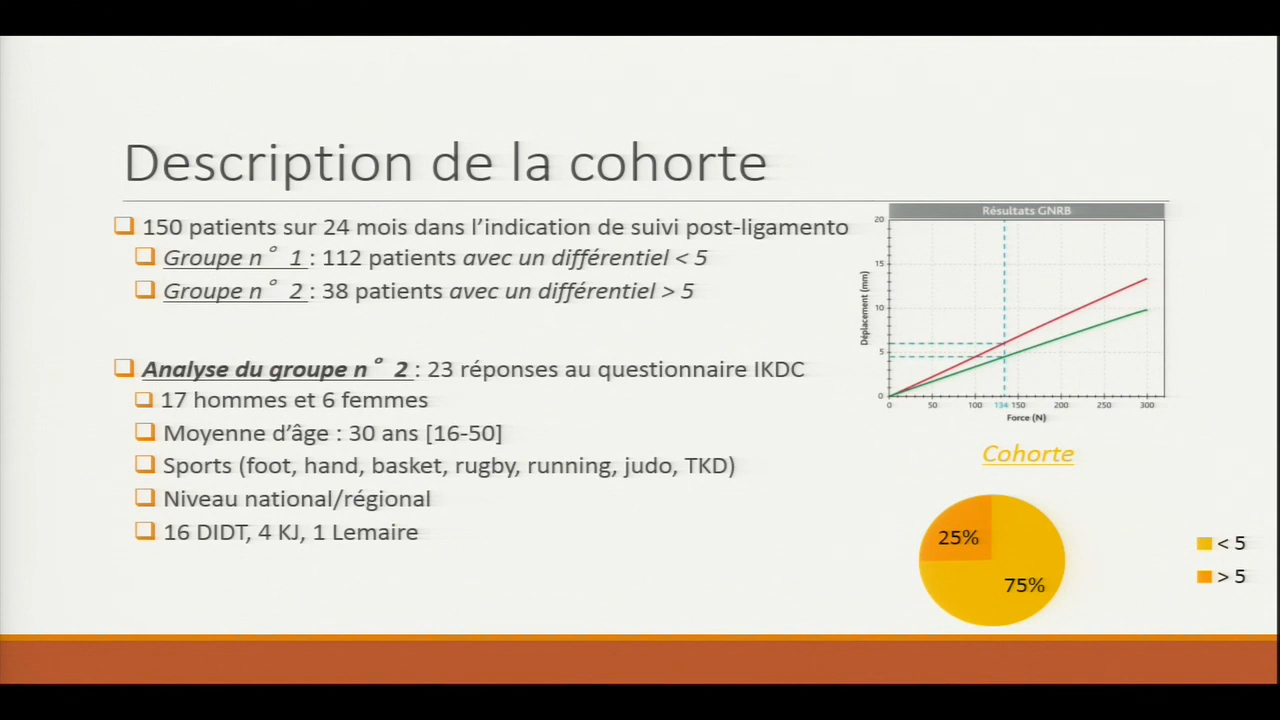 Description de la cohorte
150 patients sur 24 mois dans l’indication de suivi post-ligamento
Groupe n° 1 : 112 patients avec un différentiel < 5
Groupe n° 2 : 38 patients avec un différentiel > 5
Analyse du groupe n° 2 : 23 réponses au questionnaire IKDC
17 hommes et 6 femmes
Moyenne d’âge : 30 ans [16-50]
Sports (foot, hand, basket, rugby, running, judo, TKD)
Niveau national/régional
16 DIDT, 4 KJ, 1 Lemaire
Résultats GNRB
20
15
10
5
0
Déplacement (mm)
0 50 100 134 150 200 250 300
Force (N)
Cohorte
25%
75%
< 5
> 5